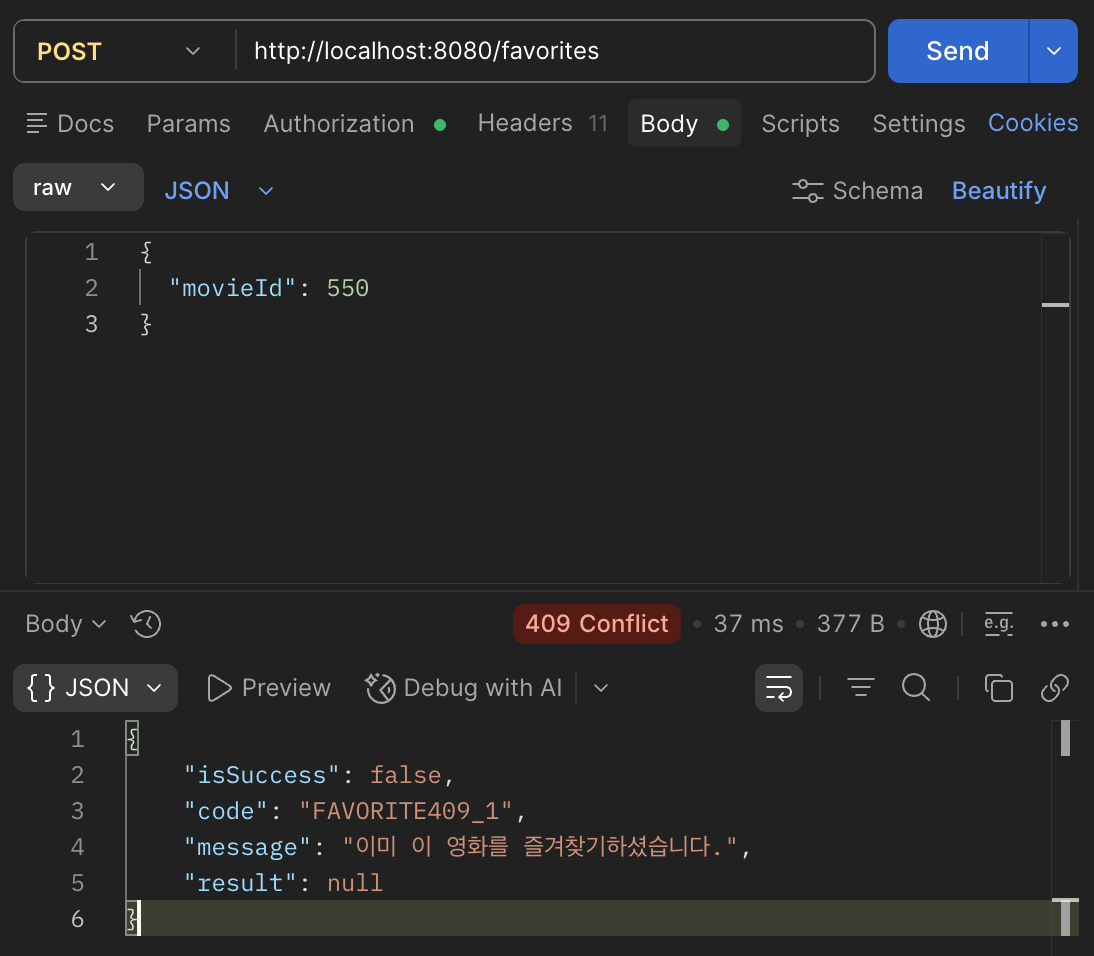 POST http://localhost:8080/favorites Send
Docs Params Authorization Headers 11 Body Scripts Settings Cookies
raw JSON Schema Beautify
1 {
2 "movieId": 550
3 }
Body 409 Conflict • 37 ms • 377 B • e.g.
{} JSON Preview Debug with AI
1 {
2 "isSuccess": false,
3 "code": "FAVORITE409_1",
4 "message": "이미 이 영화를 즐겨찾기하셨습니다.",
5 "result": null
6 }